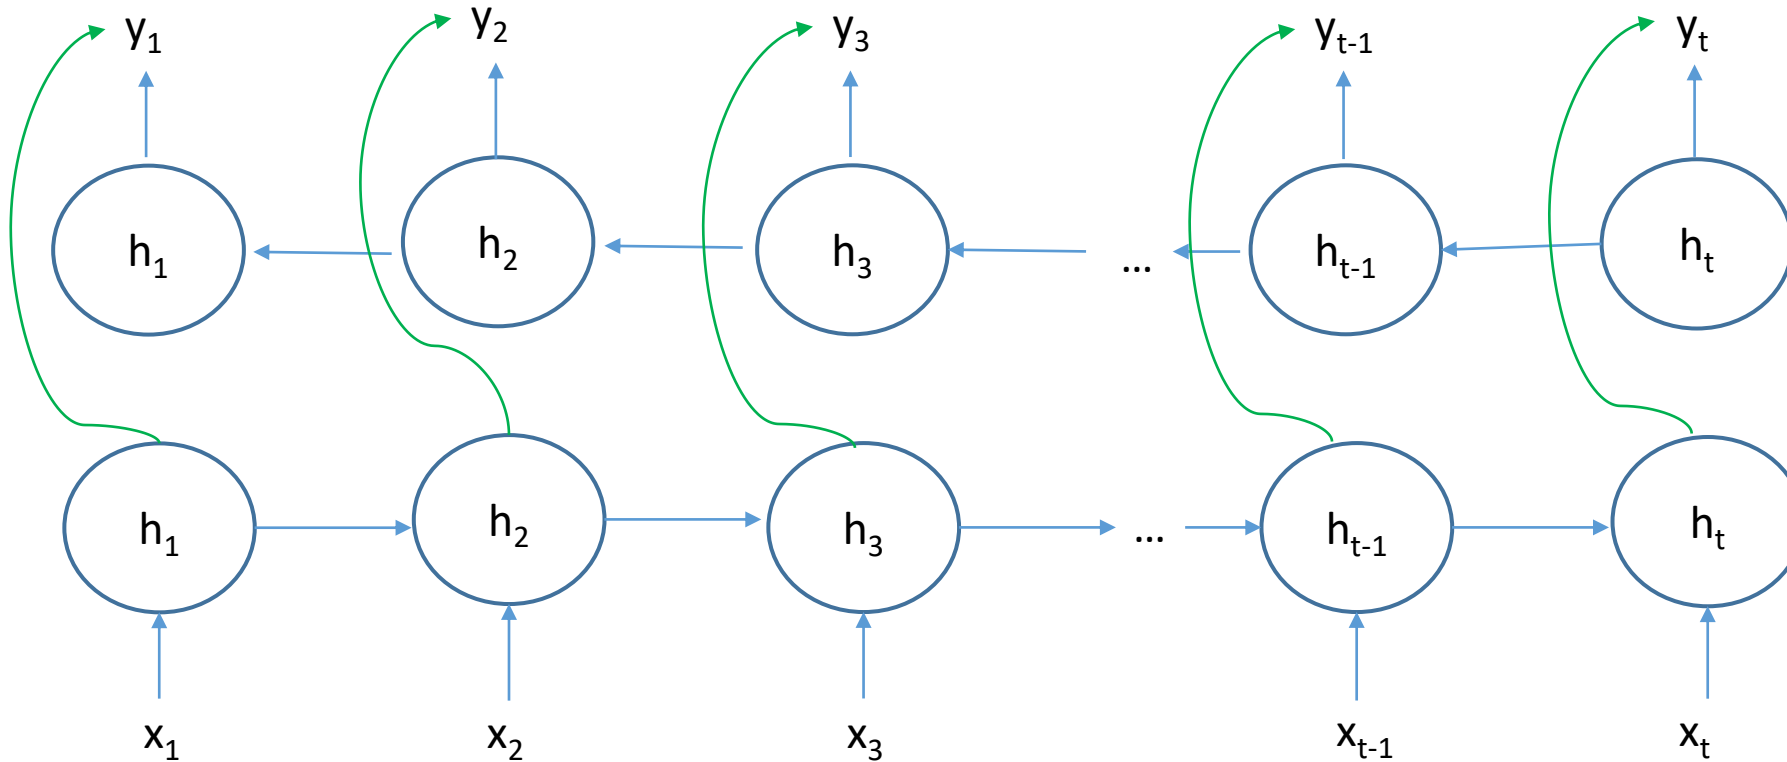 y₁ y₂ y₃ yₜ₋₁ yₜ
h₁ h₂ h₃ ... hₜ₋₁ hₜ
h₁ h₂ h₃ ... hₜ₋₁ hₜ
x₁ x₂ x₃ xₜ₋₁ xₜ